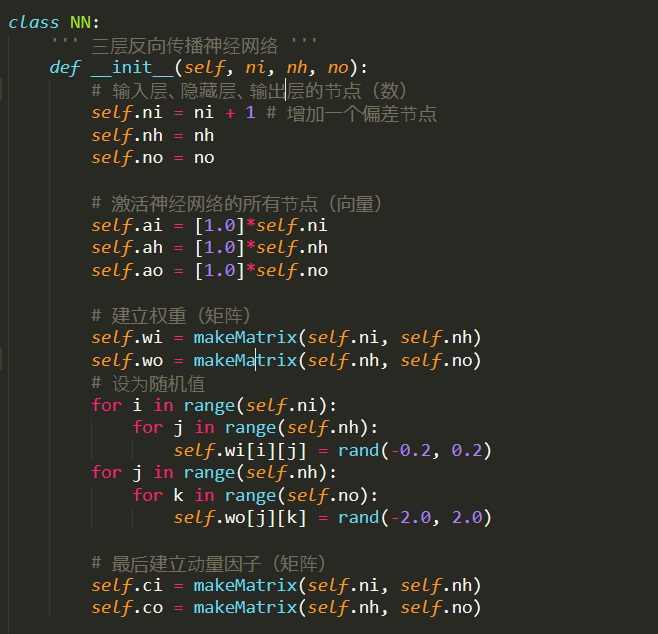 class NN:
    ''' 三层反向传播神经网络 '''
    def __init__(self, ni, nh, no):
        # 输入层、隐藏层、输出层的节点（数）
        self.ni = ni + 1 # 增加一个偏差节点
        self.nh = nh
        self.no = no
        # 激活神经网络的所有节点（向量）
        self.ai = [1.0]*self.ni
        self.ah = [1.0]*self.nh
        self.ao = [1.0]*self.no
        # 建立权重（矩阵）
        self.wi = makeMatrix(self.ni, self.nh)
        self.wo = makeMatrix(self.nh, self.no)
        # 设为随机值
        for i in range(self.ni):
            for j in range(self.nh):
                self.wi[i][j] = rand(-0.2, 0.2)
        for j in range(self.nh):
            for k in range(self.no):
                self.wo[j][k] = rand(-2.0, 2.0)
        # 最后建立动量因子（矩阵）
        self.ci = makeMatrix(self.ni, self.nh)
        self.co = makeMatrix(self.nh, self.no)